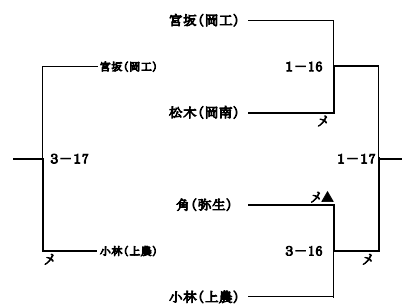 宮坂(岡工)
宮坂(岡工)
1－16
松木(岡南)
メ
3－17
1－17
メ▲
角(弥生)
小林(上農)
3－16
メ
メ
小林(上農)